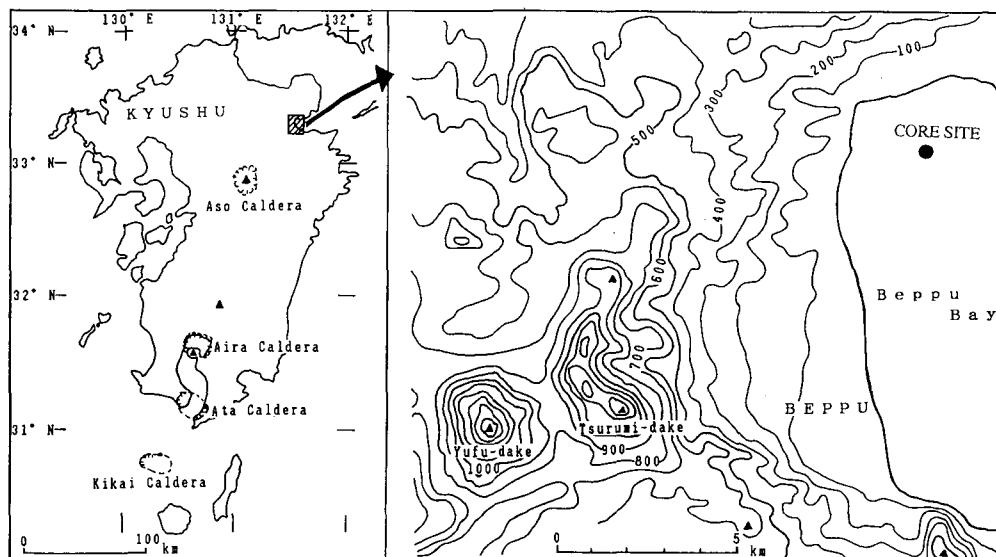 130° E
131° E
132° E
34° N
KYUSHU
33° N
Aso Caldera
32° N
Aira Caldera
Ata Caldera
31° N
Kikai Caldera
0
100
km
100
200
300
500
400
CORE SITE
600
700
Beppu
Bay
BEPPU
Tsurumi-dake
Yufu-dake
900
800
1000
0
5
km